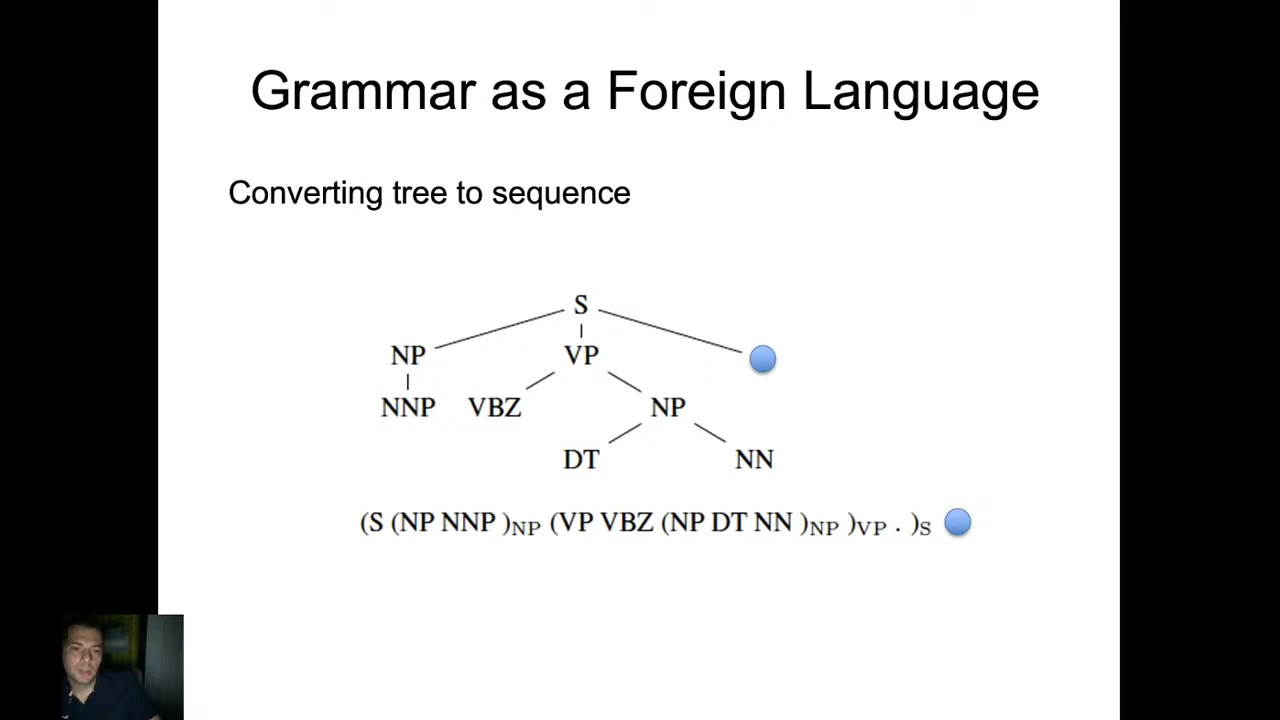 Grammar as a Foreign Language
Converting tree to sequence
S
NP VP
NNP VBZ NP
DT NN
(S (NP NNP )NP (VP VBZ (NP DT NN )NP )VP . )S